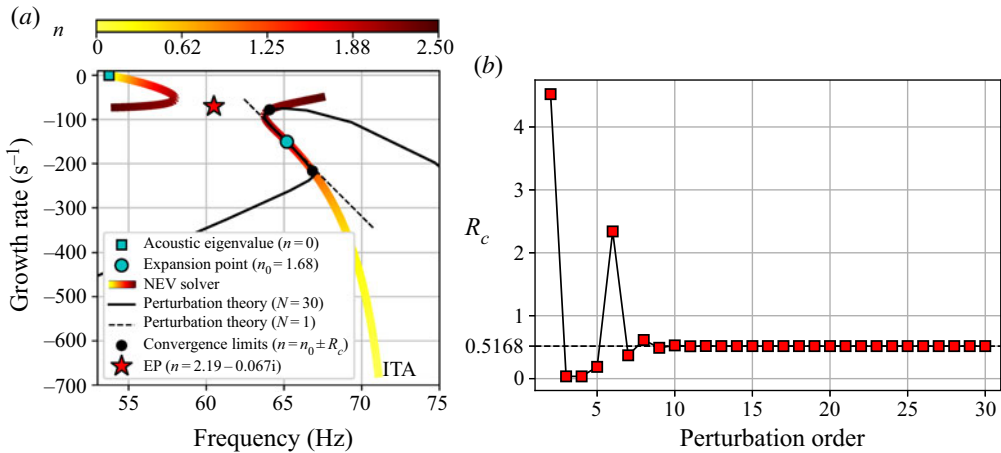 (a)
n
0 0.62 1.25 1.88 2.50
(b)
0
−100
−200
−300
−400
−500
−600
−700
Growth rate (s⁻¹)
Acoustic eigenvalue (n = 0)
Expansion point (n₀ = 1.68)
NEV solver
Perturbation theory (N = 30)
Perturbation theory (N = 1)
Convergence limits (n = n₀ ± R_c)
EP (n = 2.19 – 0.067i)
ITA
55 60 65 70 75
Frequency (Hz)
4
3
2
R_c
1
0.5168
0
5 10 15 20 25 30
Perturbation order